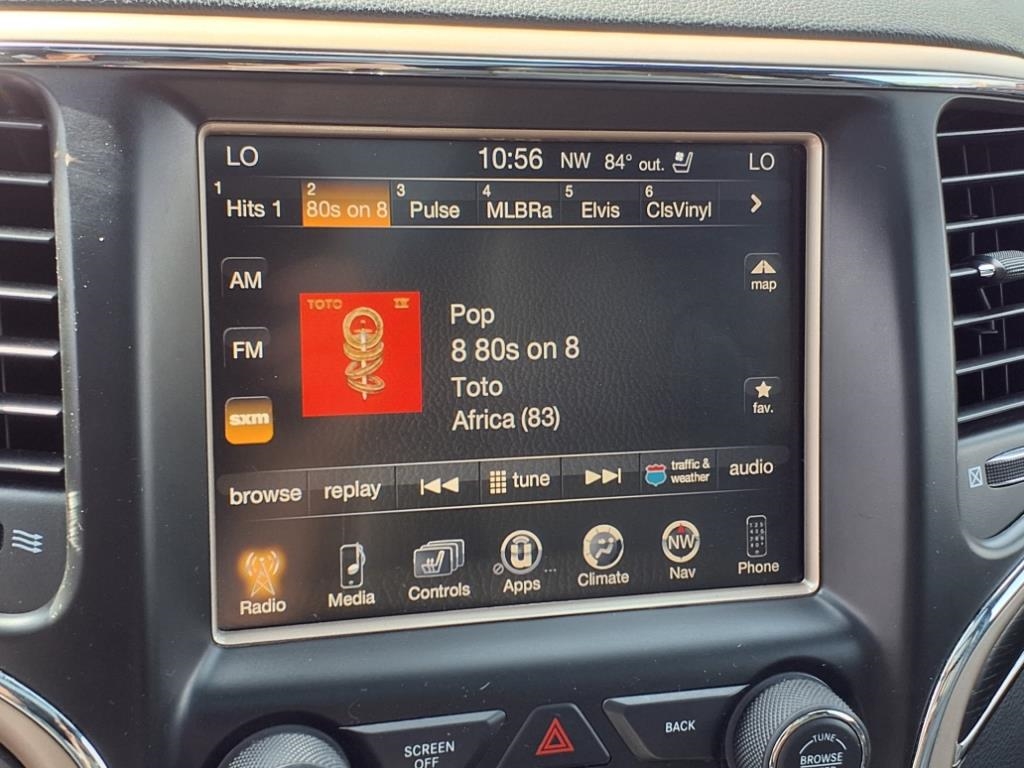 LO 10:56 NW 84° out. LO
1 Hits 1 2 80s on 8 3 Pulse 4 MLBRa 5 Elvis 6 ClsVinyl
AM
map
TOTO IV
Pop
FM
8 80s on 8
Toto
fav.
sxm
Africa (83)
browse replay tune traffic & weather audio
Radio Media Controls Apps ... Climate NW Nav Phone
SCREEN OFF
BACK
TUNE
BROWSE